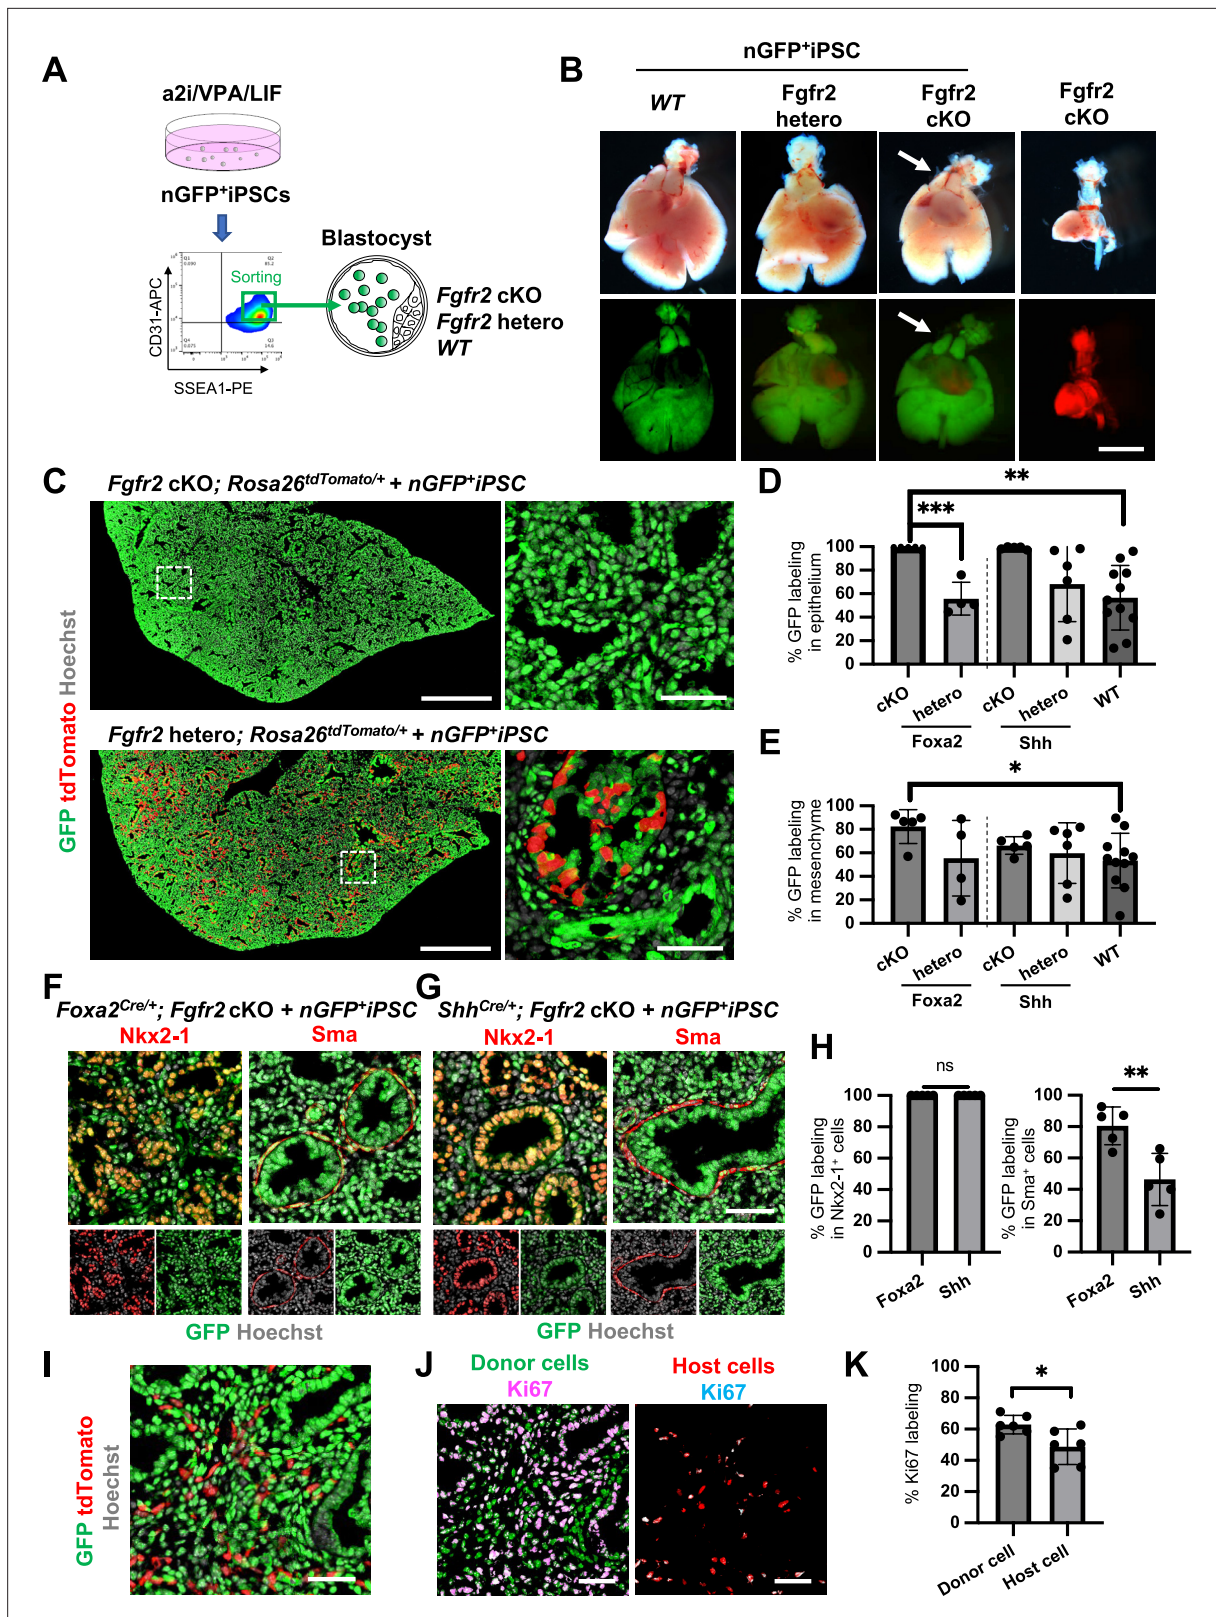 A
a2i/VPA/LIF
nGFP+iPSCs
Sorting
CD31-APC
SSEA1-PE
Blastocyst
Fgfr2 cKO
Fgfr2 hetero
WT
B
nGFP+iPSC
WT
Fgfr2
hetero
Fgfr2
cKO
Fgfr2
cKO
C
Fgfr2 cKO; Rosa26tdTomato/+ + nGFP+iPSC
GFP tdTomato Hoechst
Fgfr2 hetero; Rosa26tdTomato/+ + nGFP+iPSC
D
**
***
% GFP labeling
in epithelium
100
80
60
40
20
0
cKO
hetero
cKO
hetero
WT
Foxa2
Shh
E
*
% GFP labeling
in mesenchyme
100
80
60
40
20
0
cKO
hetero
cKO
hetero
WT
Foxa2
Shh
F
Foxa2Cre/+; Fgfr2 cKO + nGFP+iPSC
Nkx2-1
Sma
GFP Hoechst
G
ShhCre/+; Fgfr2 cKO + nGFP+iPSC
Nkx2-1
Sma
GFP Hoechst
H
ns
% GFP labeling
in Nkx2-1+ cells
100
80
60
40
20
0
Foxa2
Shh
**
% GFP labeling
in Sma+ cells
80
60
40
20
0
Foxa2
Shh
I
GFP tdTomato
Hoechst
J
Donor cells
Ki67
Host cells
Ki67
K
*
% Ki67 labeling
100
80
60
40
20
0
Donor cell
Host cell